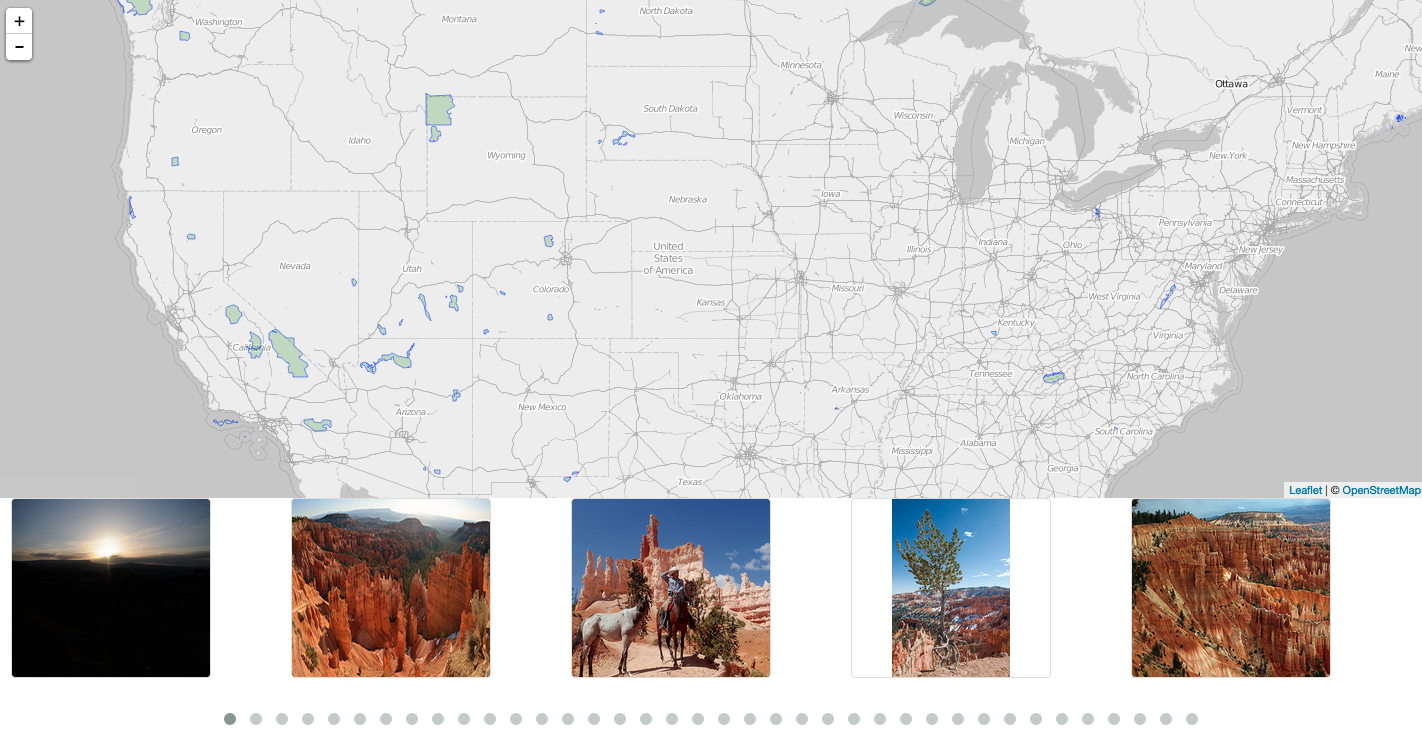 +
-
Washington
Montana
North Dakota
Minnesota
Ottawa
Maine
New
Oregon
Idaho
Wyoming
South Dakota
Wisconsin
Michigan
Vermont
New York
New Hampshire
Massachusetts
Connecticut
Nebraska
Iowa
Pennsylvania
Nevada
Utah
United
States
of America
Illinois
Indiana
Ohio
New Jersey
Maryland
Delaware
Colorado
Kansas
Missouri
West Virginia
Kentucky
Virginia
California
Tennessee
North Carolina
Arizona
New Mexico
Oklahoma
Arkansas
South Carolina
Mississippi
Alabama
Georgia
Texas
Leaflet | © OpenStreetMap